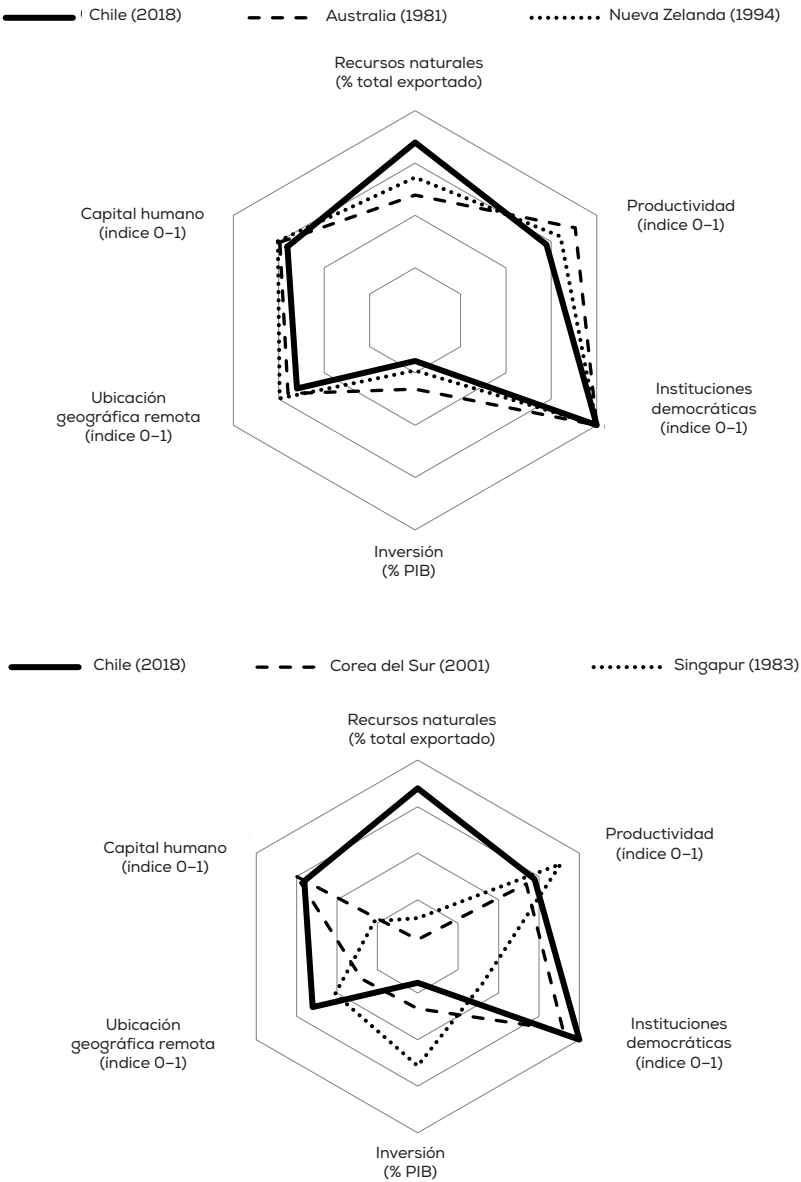 Chile (2018)
Australia (1981)
Nueva Zelanda (1994)
Recursos naturales
(% total exportado)
Capital humano
(índice 0–1)
Productividad
(índice 0–1)
Ubicación
geográfica remota
(índice 0–1)
Instituciones
democráticas
(índice 0–1)
Inversión
(% PIB)
Chile (2018)
Corea del Sur (2001)
Singapur (1983)
Recursos naturales
(% total exportado)
Capital humano
(índice 0–1)
Productividad
(índice 0–1)
Ubicación
geográfica remota
(índice 0–1)
Instituciones
democráticas
(índice 0–1)
Inversión
(% PIB)